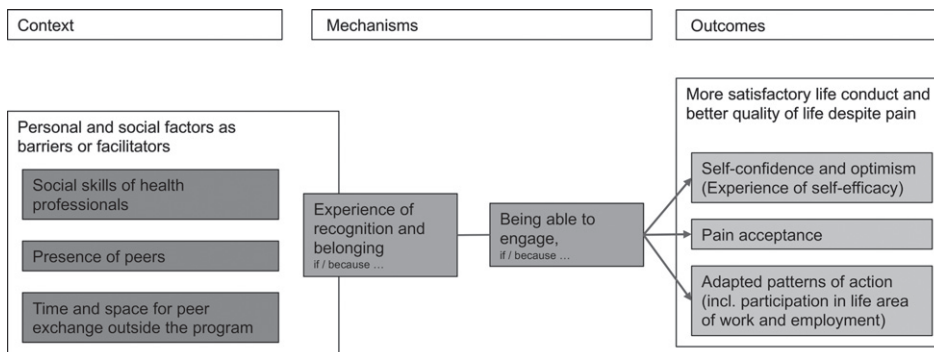 Context
Mechanisms
Outcomes
Personal and social factors as
barriers or facilitators
Social skills of health
professionals
Presence of peers
Time and space for peer
exchange outside the program
Experience of
recognition and
belonging
if / because ...
Being able to
engage,
if / because ...
More satisfactory life conduct and
better quality of life despite pain
Self-confidence and optimism
(Experience of self-efficacy)
Pain acceptance
Adapted patterns of action
(incl. participation in life area
of work and employment)